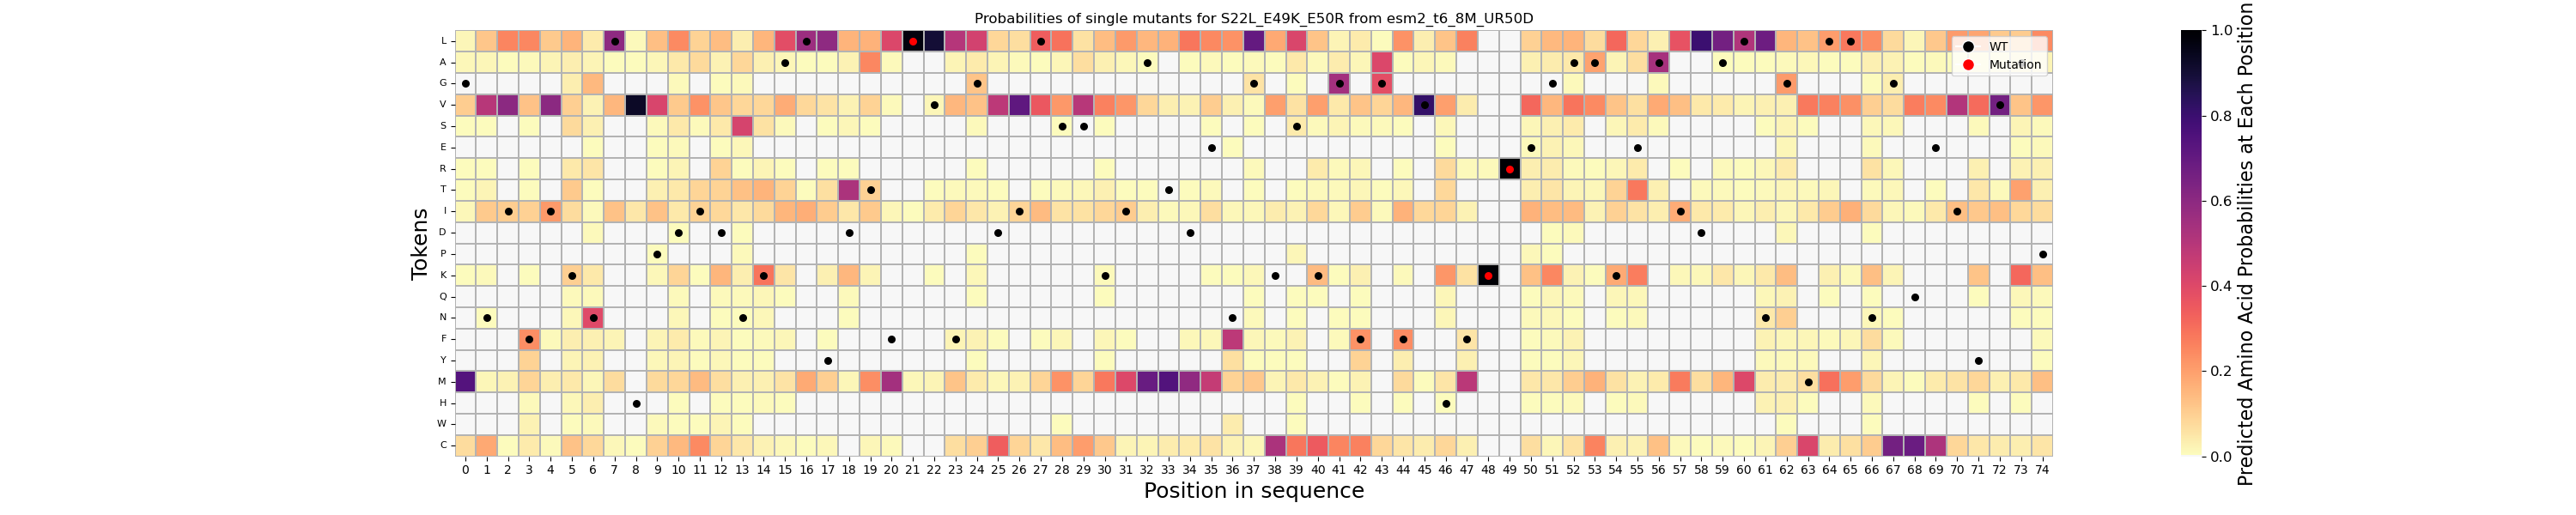 Probabilities of single mutants for S22L_E49K_E50R from esm2_t6_8M_UR50D
Tokens
L
A
G
V
S
E
R
T
I
D
P
K
Q
N
F
Y
M
H
W
C
0 1 2 3 4 5 6 7 8 9 10 11 12 13 14 15 16 17 18 19 20 21 22 23 24 25 26 27 28 29 30 31 32 33 34 35 36 37 38 39 40 41 42 43 44 45 46 47 48 49 50 51 52 53 54 55 56 57 58 59 60 61 62 63 64 65 66 67 68 69 70 71 72 73 74
Position in sequence
WT
Mutation
1.0
0.8
0.6
0.4
0.2
0.0
Predicted Amino Acid Probabilities at Each Position